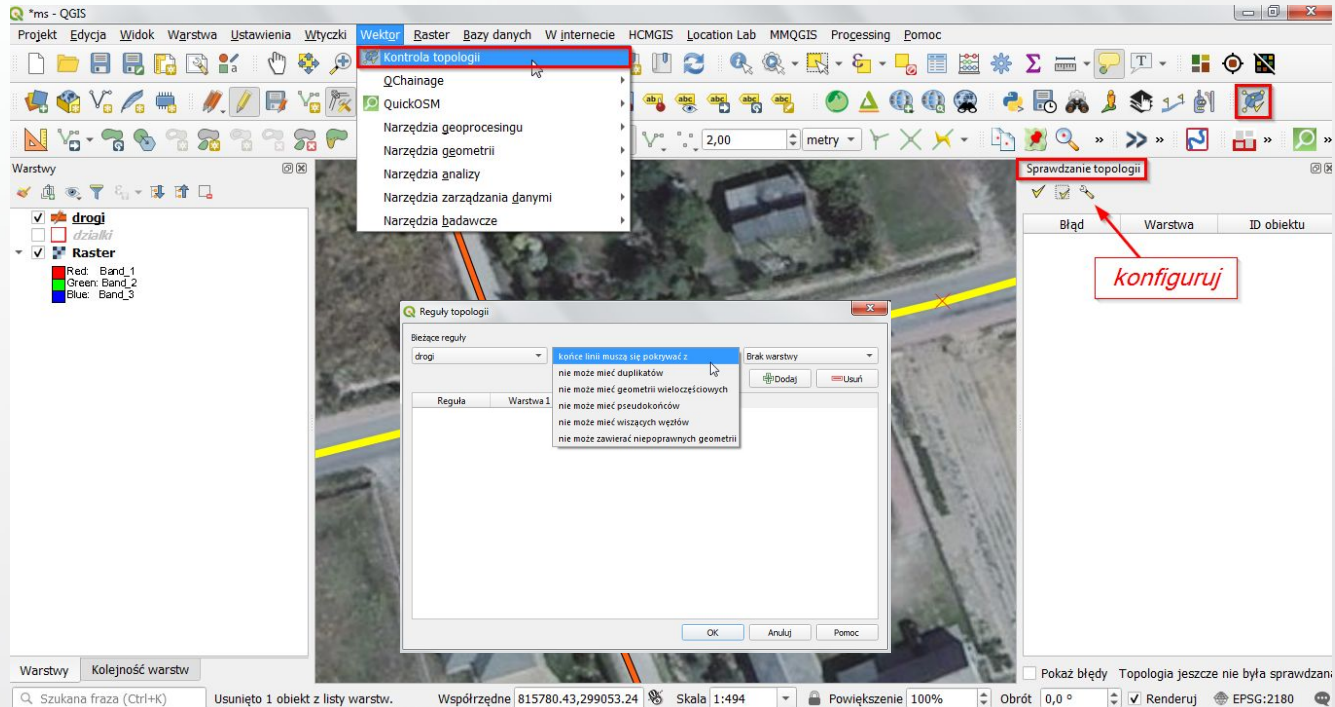 *ms - QGIS
Projekt Edycja Widok Warstwa Ustawienia Wtyczki Wektor Raster Bazy danych W internecie HCMGIS Location Lab MMQGIS Processing Pomoc
Kontrola topologii
QChainage
QuickOSM
Narzędzia geoprocesingu
Narzędzia geometrii
Narzędzia analizy
Narzędzia zarządzania danymi
Narzędzia badawcze
2,00 metry
Warstwy
drogi
dzialki
Raster
Red: Band_1
Green: Band_2
Blue: Band_3
Sprawdzanie topologii
Błąd Warstwa ID obiektu
konfiguruj
Reguły topologii
Bieżące reguły
drogi końce linii muszą się pokrywać z Brak warstwy
nie może mieć duplikatów
nie może mieć geometrii wieloczęściowych
nie może mieć pseudokońców
nie może mieć wiszących węzłów
nie może zawierać niepoprawnych geometrii
Dodaj Usuń
Reguła Warstwa 1
OK Anuluj Pomoc
Warstwy Kolejność warstw
Pokaż błędy Topologia jeszcze nie była sprawdzan
Szukana fraza (Ctrl+K) Usunięto 1 obiekt z listy warstw. Współrzędne 815780.43,299053.24 Skala 1:494 Powiększenie 100% Obrót 0,0 ° Renderuj EPSG:2180